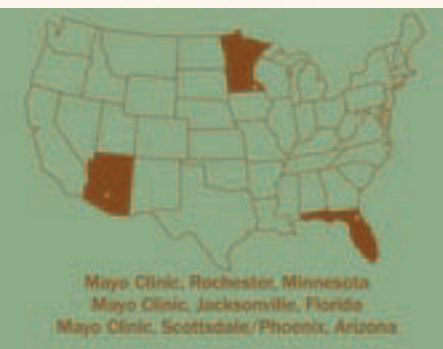 Mayo Clinic, Rochester, Minnesota
Mayo Clinic, Jacksonville, Florida
Mayo Clinic, Scottsdale/Phoenix, Arizona